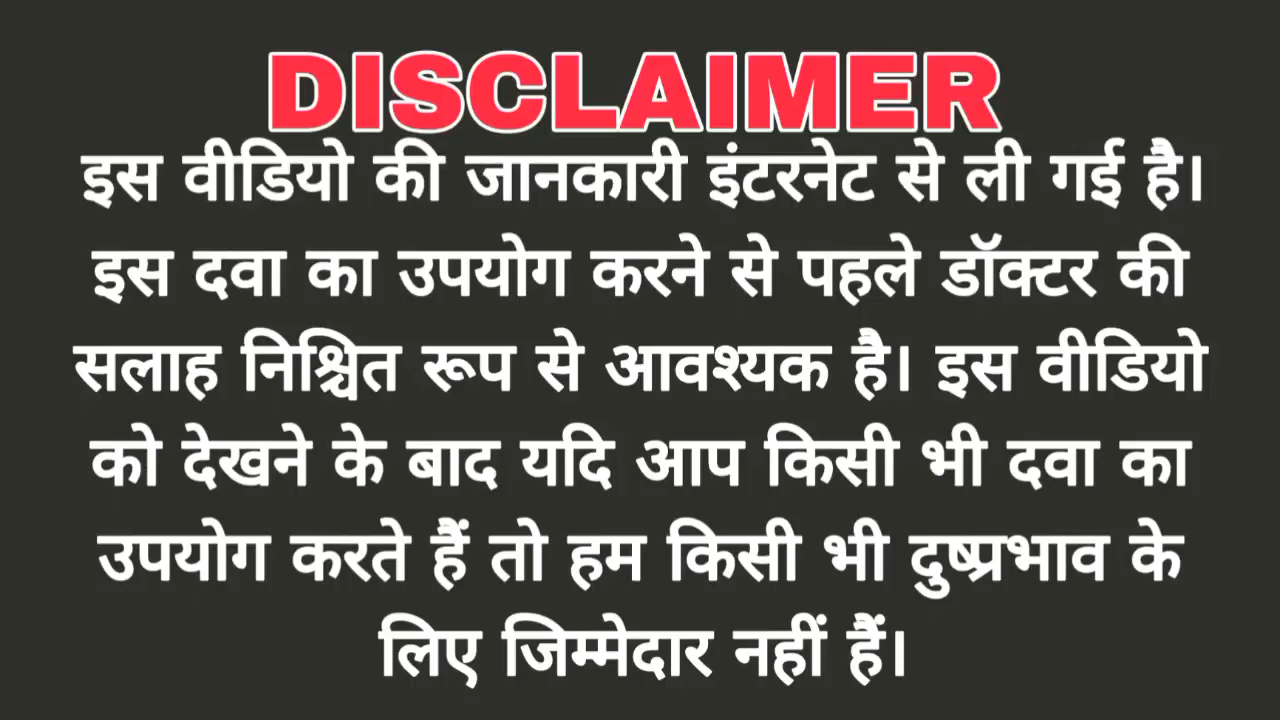 DISCLAIMER
इस वीडियो की जानकारी इंटरनेट से ली गई है।
इस दवा का उपयोग करने से पहले डॉक्टर की
सलाह निश्चित रूप से आवश्यक है। इस वीडियो
को देखने के बाद यदि आप किसी भी दवा का
उपयोग करते हैं तो हम किसी भी दुष्प्रभाव के
लिए जिम्मेदार नहीं हैं।